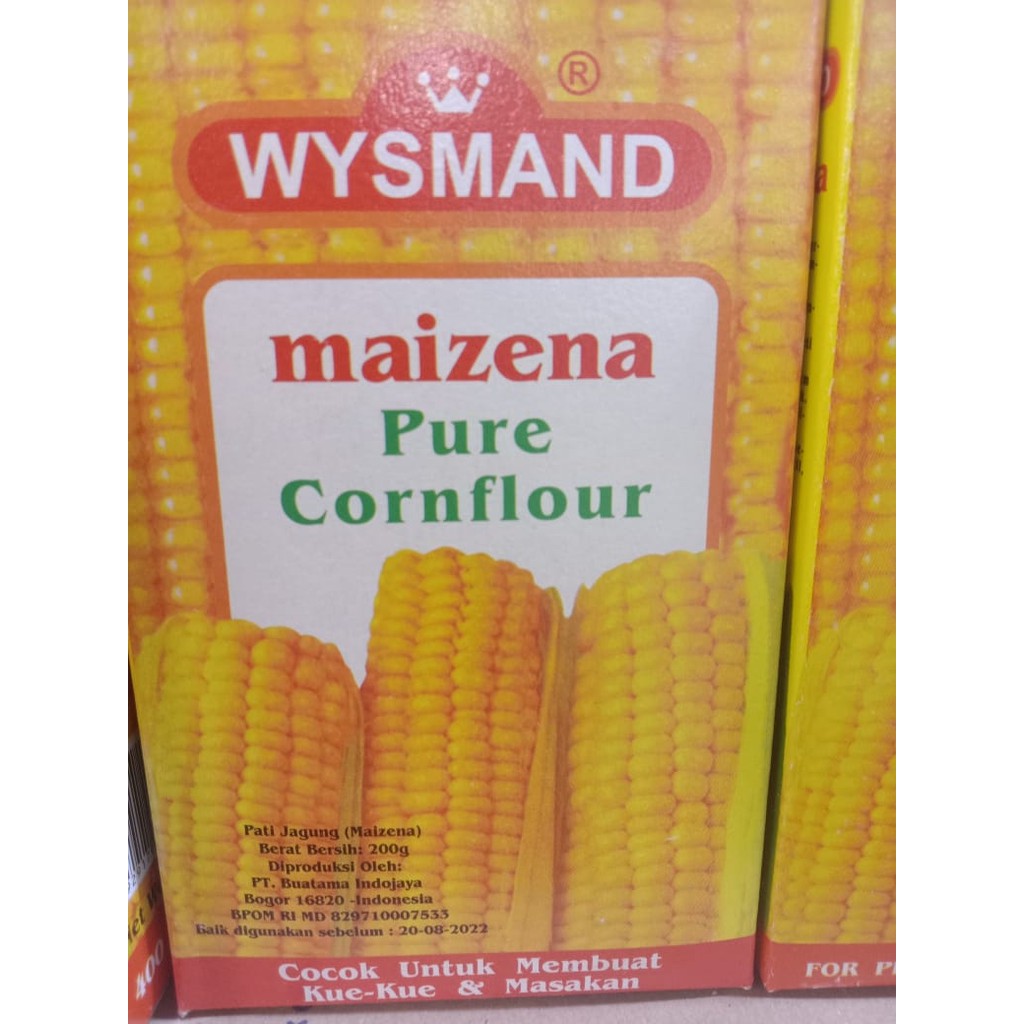 ®
WYSMAND
maizena
Pure
Cornflour
Pati Jagung (Maizena)
Berat Bersih: 200g
Diproduksi Oleh:
PT. Buatama Indojaya
Bogor 16820 -Indonesia
BPOM RI MD 829710007533
Baik digunakan sebelum : 20-08-2022
Cocok Untuk Membuat
Kue-Kue & Masakan
400
FOR